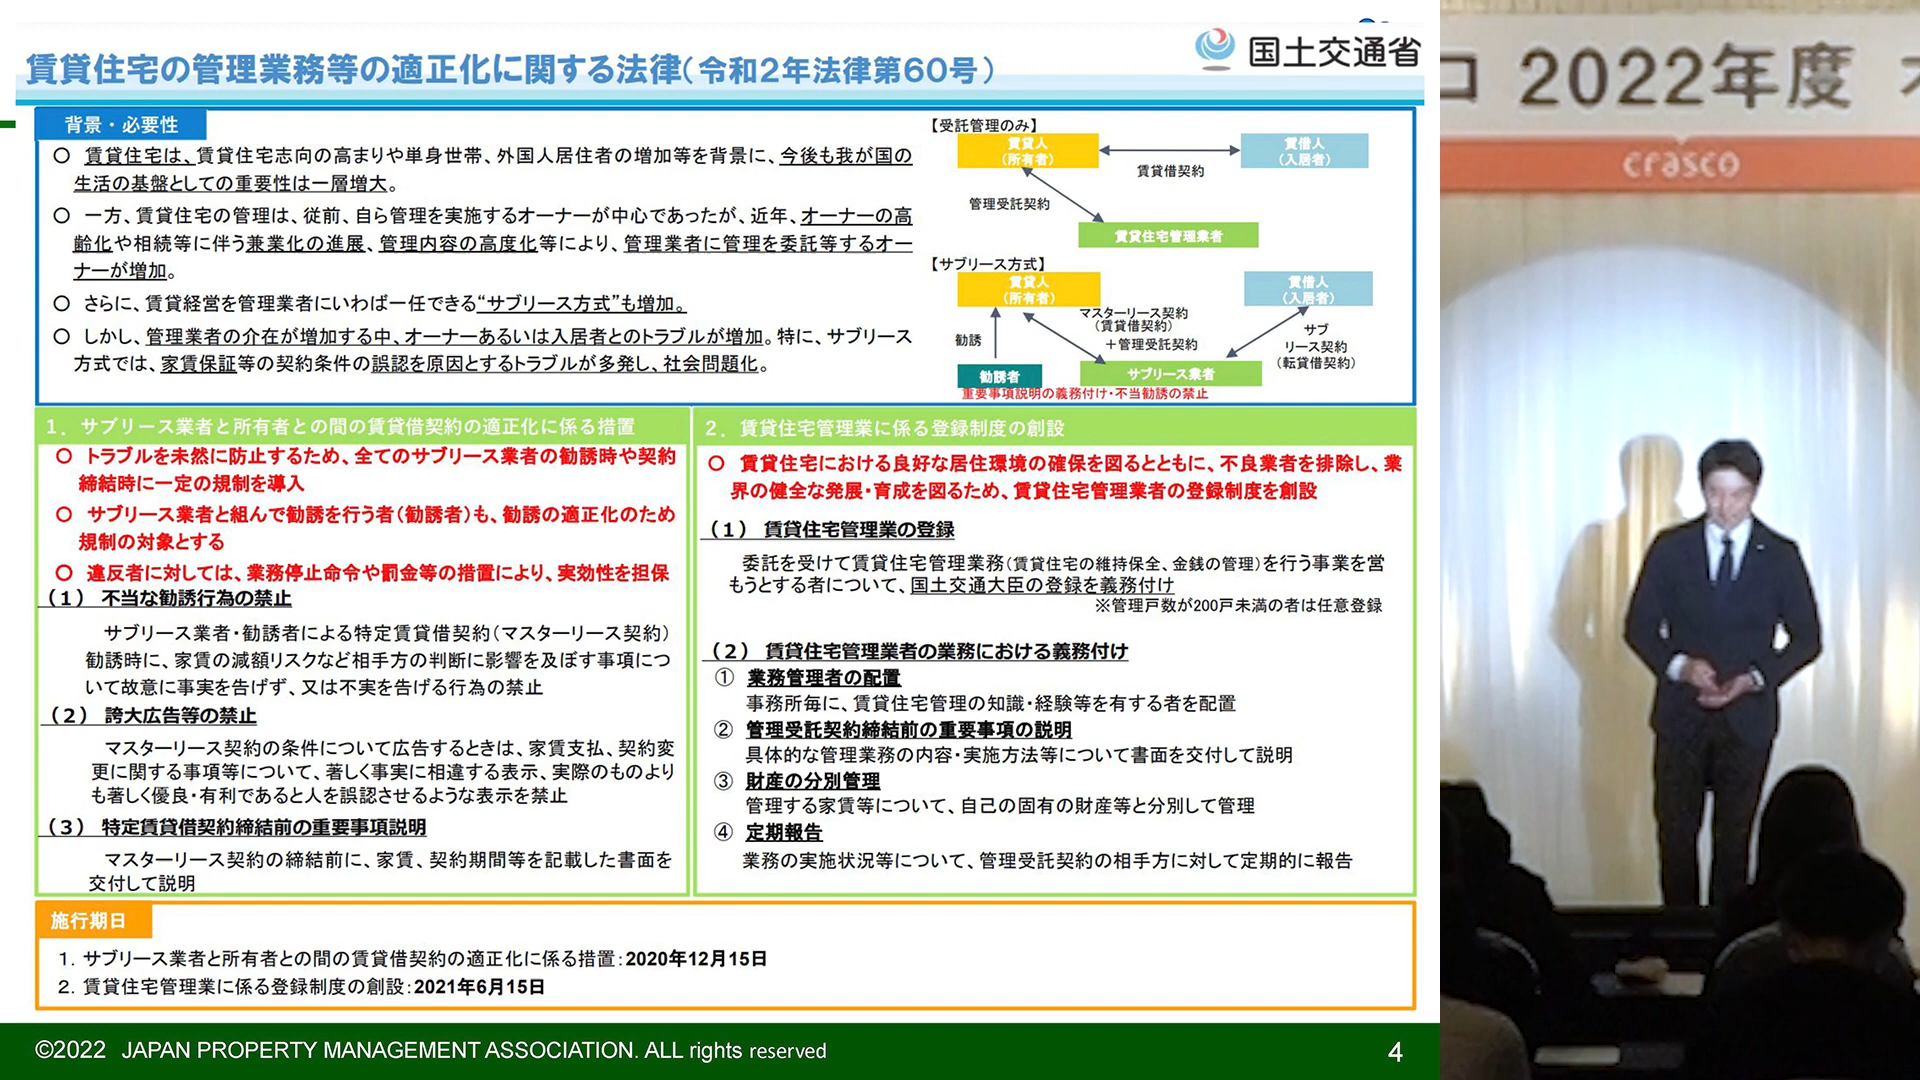 賃貸住宅の管理業務等の適正化に関する法律(令和2年法律第60号)
国土交通省
背景・必要性
○ 賃貸住宅は、賃貸住宅志向の高まりや単身世帯、外国人居住者の増加等を背景に、今後も我が国の
生活の基盤としての重要性は一層増大。
○ 一方、賃貸住宅の管理は、従前、自ら管理を実施するオーナーが中心であったが、近年、オーナーの高
齢化や相続等に伴う兼業化の進展、管理内容の高度化等により、管理業者に管理を委託等するオー
ナーが増加。
○ さらに、賃貸経営を管理業者にいわば一任できる“サブリース方式”も増加。
○ しかし、管理業者の介在が増加する中、オーナーあるいは入居者とのトラブルが増加。特に、サブリース
方式では、家賃保証等の契約条件の誤認を原因とするトラブルが多発し、社会問題化。
【受託管理のみ】
賃貸人
(所有者)
賃借人
(入居者)
賃貸借契約
管理受託契約
賃貸住宅管理業者
【サブリース方式】
賃貸人
(所有者)
賃借人
(入居者)
マスターリース契約
(賃貸借契約)
+管理受託契約
勧誘
サブ
リース契約
(転貸借契約)
勧誘者
サブリース業者
重要事項説明の義務付け・不当勧誘の禁止
1. サブリース業者と所有者との間の賃貸借契約の適正化に係る措置
○ トラブルを未然に防止するため、全てのサブリース業者の勧誘時や契約
締結時に一定の規制を導入
○ サブリース業者と組んで勧誘を行う者(勧誘者)も、勧誘の適正化のため
規制の対象とする
○ 違反者に対しては、業務停止命令や罰金等の措置により、実効性を担保
(1) 不当な勧誘行為の禁止
サブリース業者・勧誘者による特定賃貸借契約(マスターリース契約)
勧誘時に、家賃の減額リスクなど相手方の判断に影響を及ぼす事項につ
いて故意に事実を告げず、又は不実を告げる行為の禁止
(2) 誇大広告等の禁止
マスターリース契約の条件について広告するときは、家賃支払、契約変
更に関する事項等について、著しく事実に相違する表示、実際のものより
も著しく優良・有利であると人を誤認させるような表示を禁止
(3) 特定賃貸借契約締結前の重要事項説明
マスターリース契約の締結前に、家賃、契約期間等を記載した書面を
交付して説明
2. 賃貸住宅管理業に係る登録制度の創設
○ 賃貸住宅における良好な居住環境の確保を図るとともに、不良業者を排除し、業
界の健全な発展・育成を図るため、賃貸住宅管理業者の登録制度を創設
(1) 賃貸住宅管理業の登録
委託を受けて賃貸住宅管理業務(賃貸住宅の維持保全、金銭の管理)を行う事業を営
もうとする者について、国土交通大臣の登録を義務付け
※管理戸数が200戸未満の者は任意登録
(2) 賃貸住宅管理業者の業務における義務付け
① 業務管理者の配置
事務所毎に、賃貸住宅管理の知識・経験等を有する者を配置
② 管理受託契約締結前の重要事項の説明
具体的な管理業務の内容・実施方法等について書面を交付して説明
③ 財産の分別管理
管理する家賃等について、自己の固有の財産等と分別して管理
④ 定期報告
業務の実施状況等について、管理受託契約の相手方に対して定期的に報告
施行期日
1. サブリース業者と所有者との間の賃貸借契約の適正化に係る措置:2020年12月15日
2. 賃貸住宅管理業に係る登録制度の創設:2021年6月15日
©2022 JAPAN PROPERTY MANAGEMENT ASSOCIATION. ALL rights reserved
4
2022年度
crasco